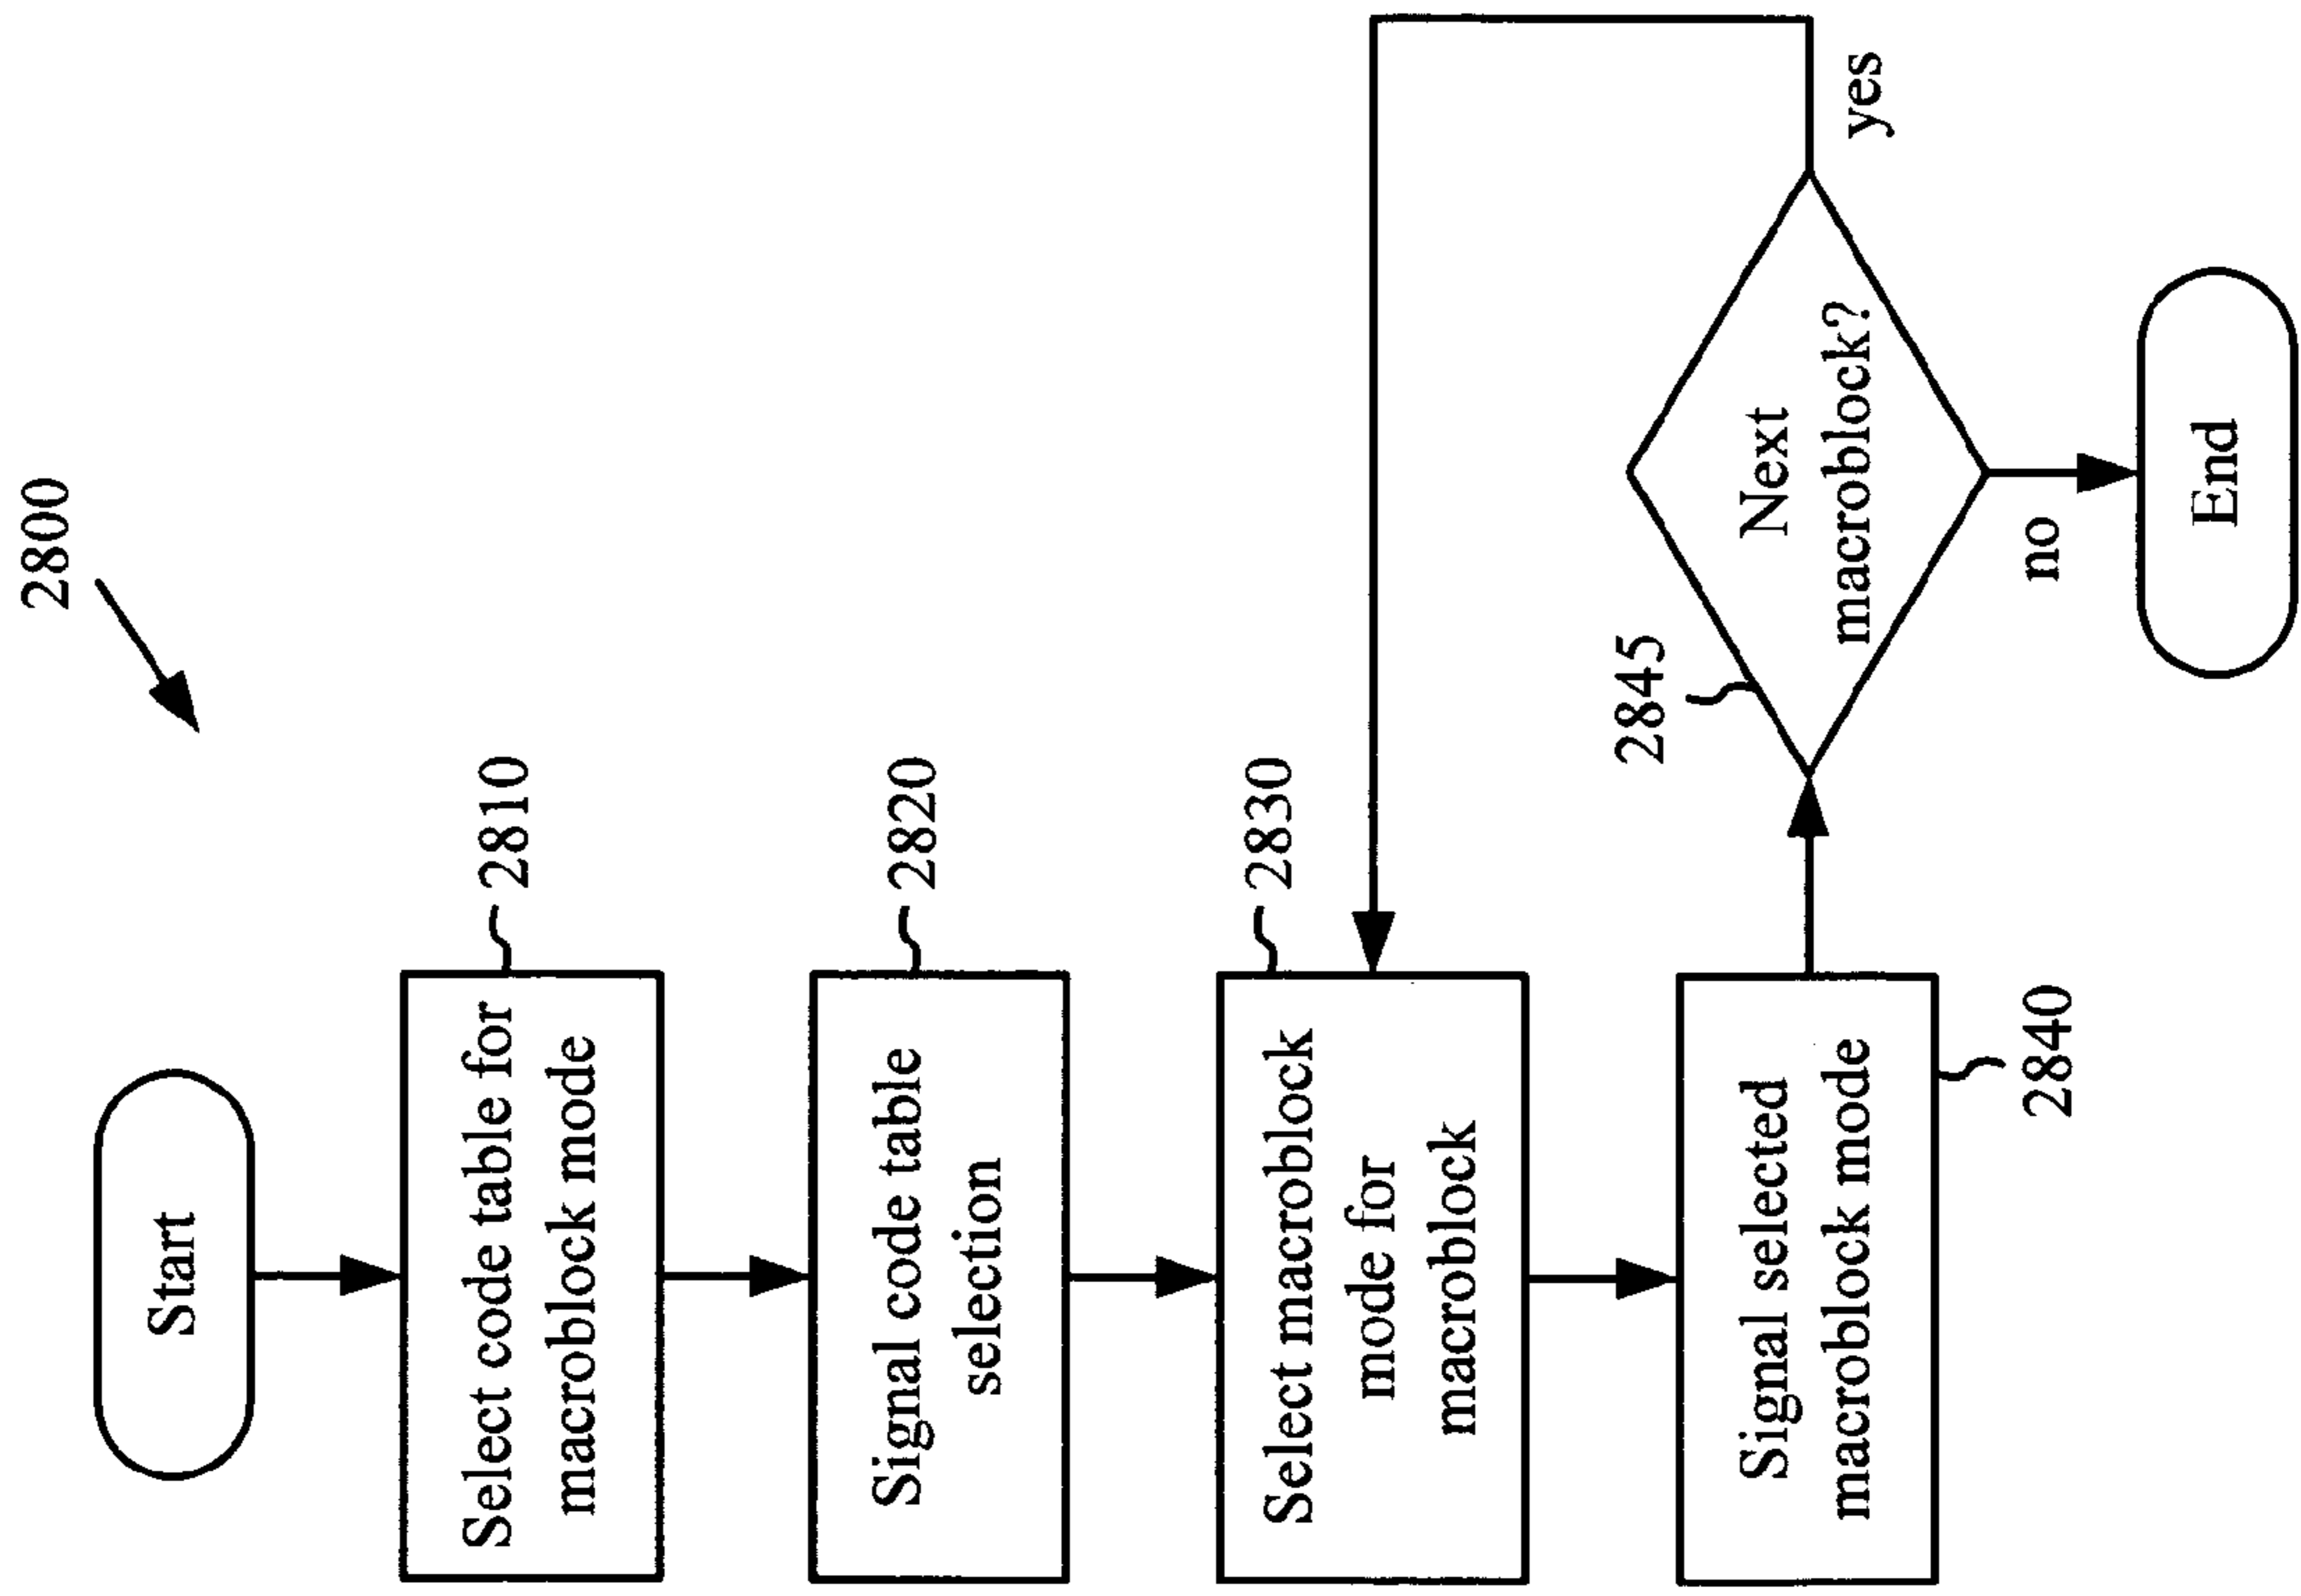 2800
Start
Select code table for
macroblock mode
2810
Signal code table
selection
2820
Select macroblock
mode for
macroblock
2830
Signal selected
macroblock mode
2840
Next
macroblock?
2845
yes
no
End